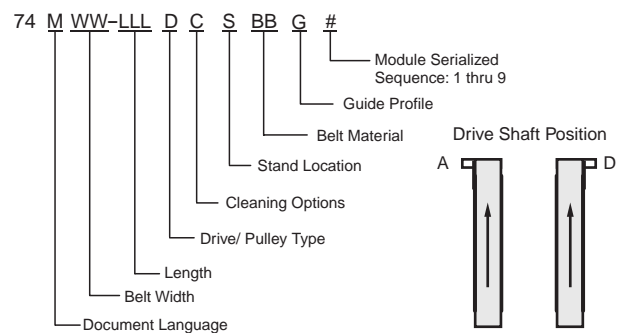 74 M WW-LLL D C S BB G #
Module Serialized
Sequence: 1 thru 9
Guide Profile
Belt Material
Stand Location
Cleaning Options
Drive/ Pulley Type
Length
Belt Width
Document Language
Drive Shaft Position
A D